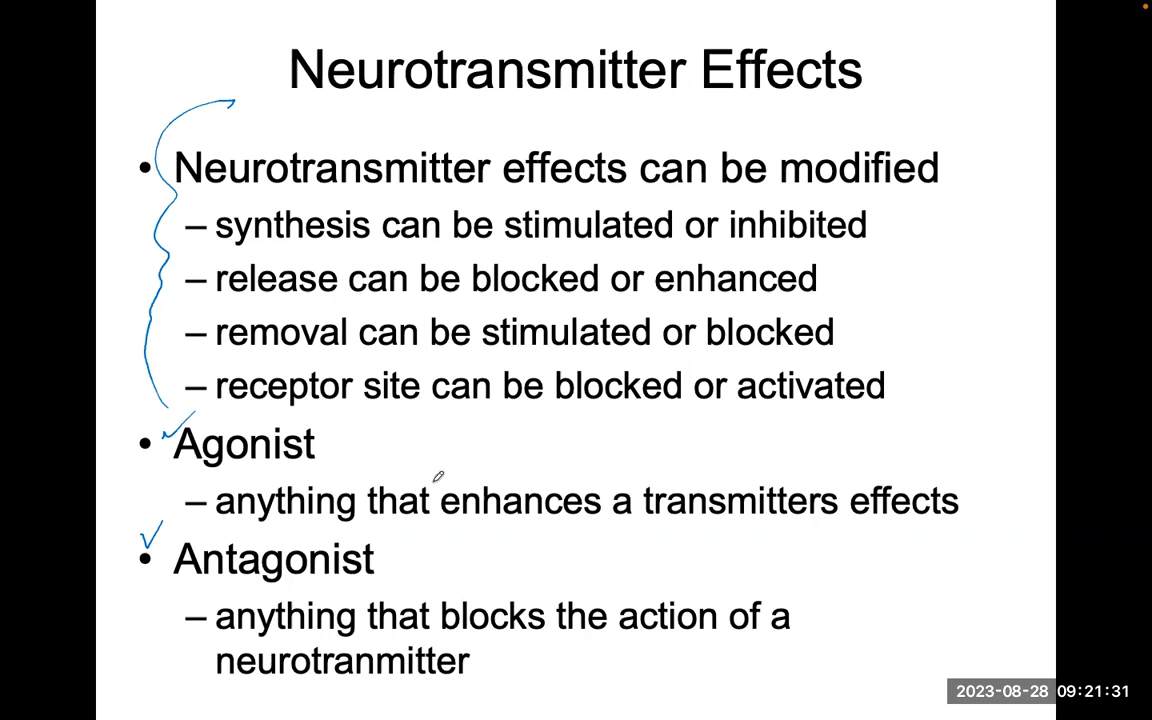 Neurotransmitter Effects
• Neurotransmitter effects can be modified
– synthesis can be stimulated or inhibited
– release can be blocked or enhanced
– removal can be stimulated or blocked
– receptor site can be blocked or activated
• Agonist
– anything that enhances a transmitters effects
• Antagonist
– anything that blocks the action of a
neurotranmitter
2023-08-28 09:21:31